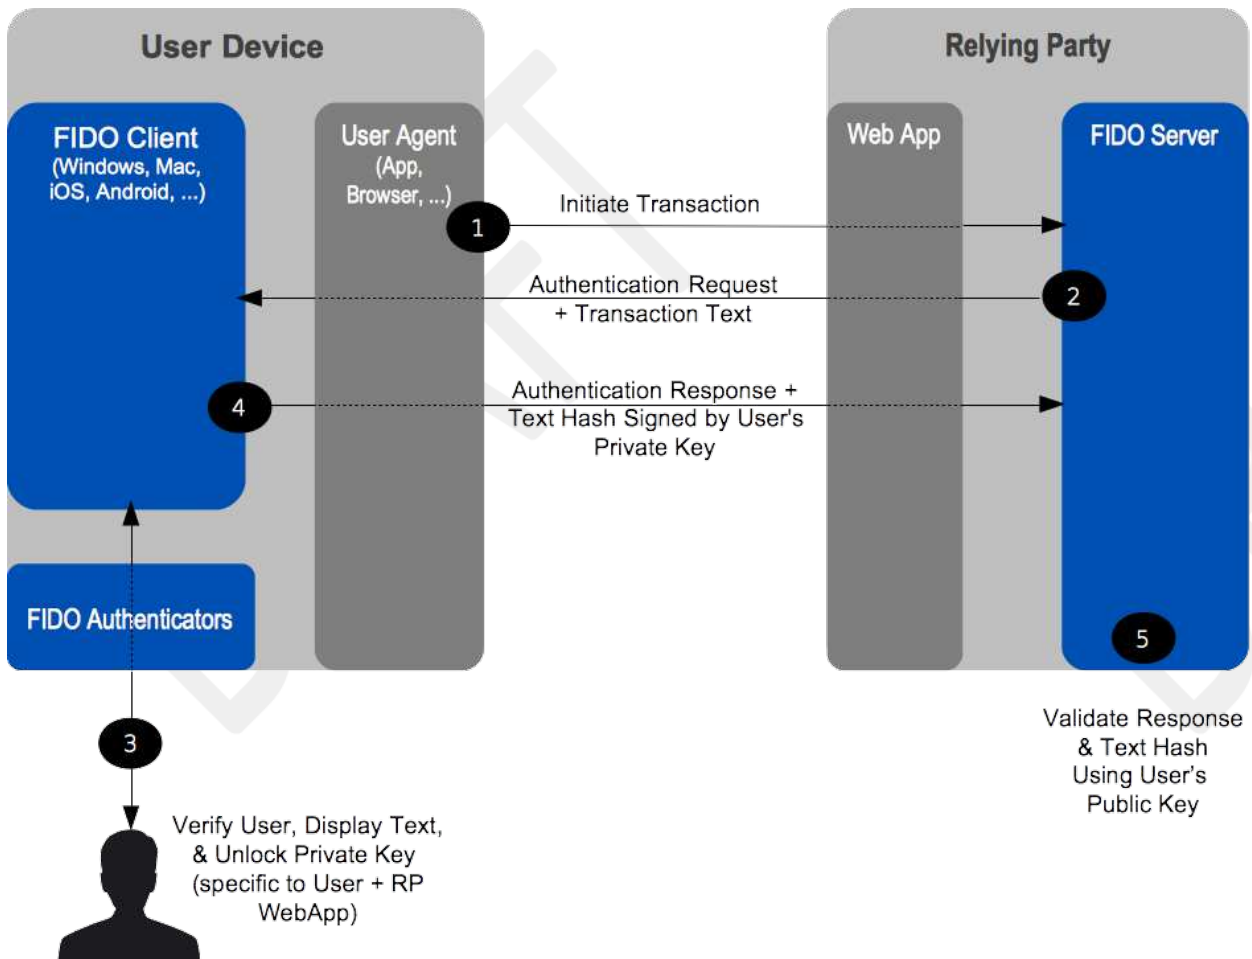 User Device
Relying Party
FIDO Client
(Windows, Mac,
iOS, Android, ...)
User Agent
(App,
Browser, ...)
Web App
FIDO Server
1
Initiate Transaction
Authentication Request
+ Transaction Text
2
4
Authentication Response +
Text Hash Signed by User's
Private Key
FIDO Authenticators
5
3
Validate Response
& Text Hash
Using User’s
Public Key
Verify User, Display Text,
& Unlock Private Key
(specific to User + RP
WebApp)